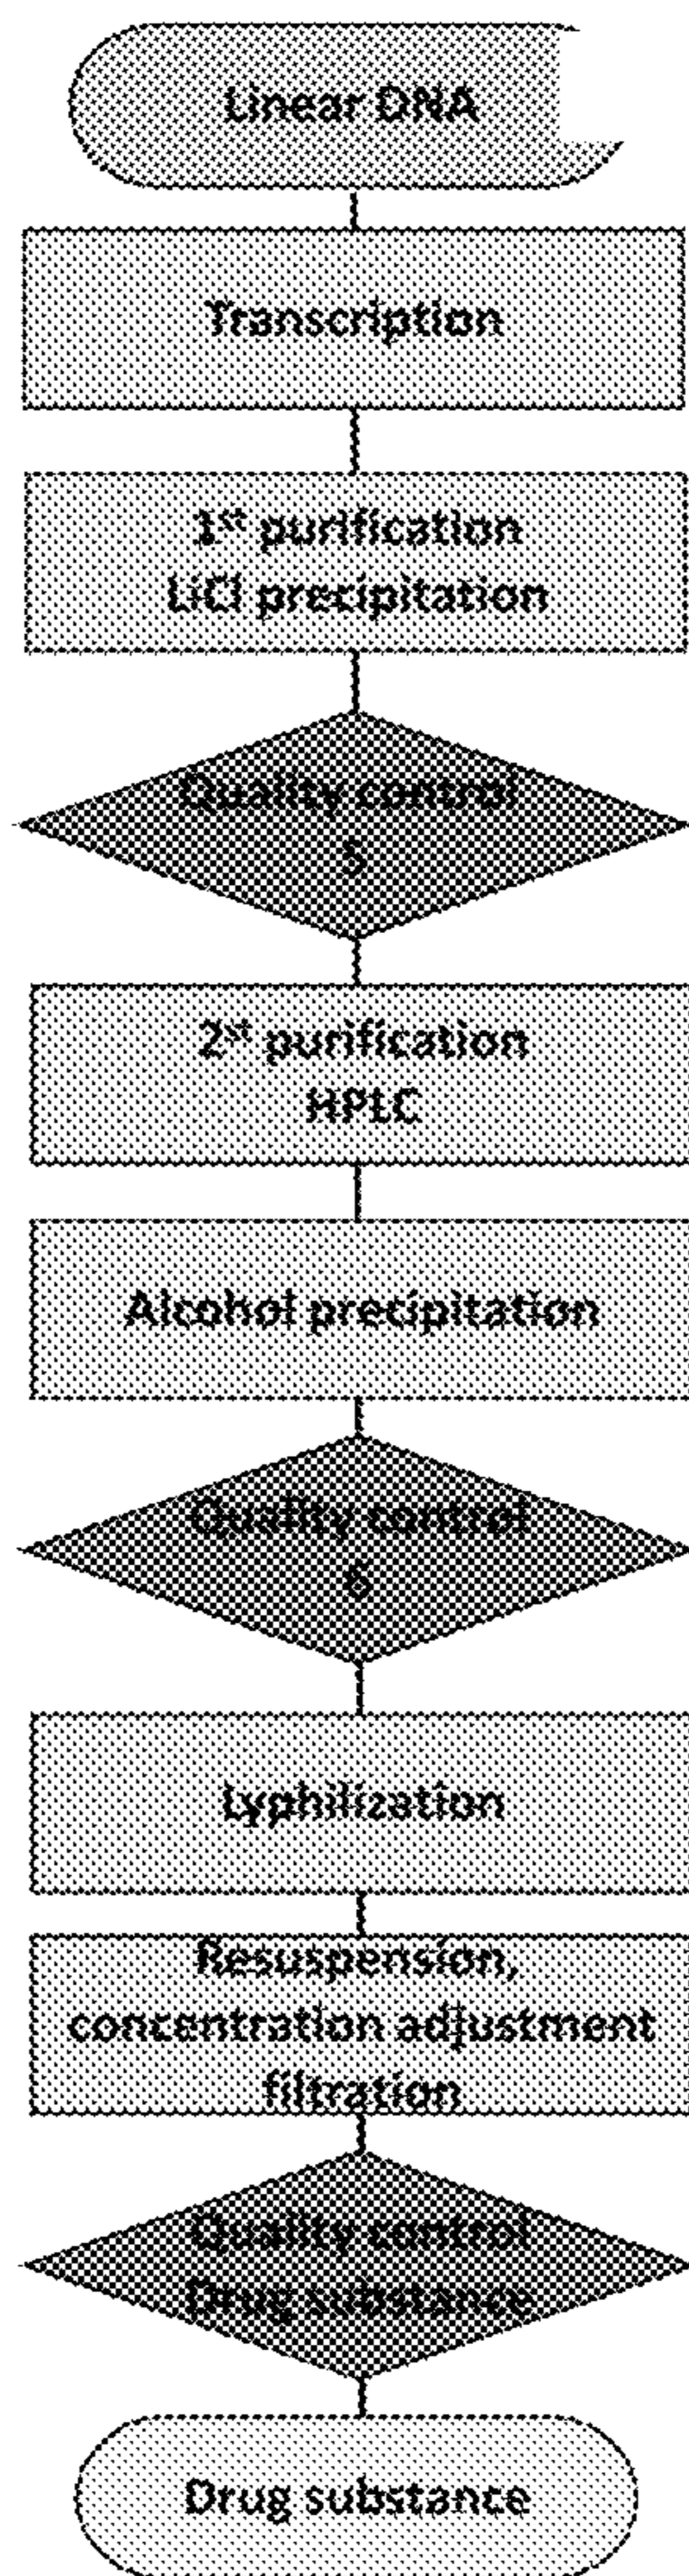 Linear DNA
Transcription
1st purification
LiCl precipitation
Quality control
5
2st purification
HPLC
Alcohol precipitation
Quality control
6
Lyphilization
Resuspension,
concentration adjustment
filtration
Quality control
Drug substance
Drug substance